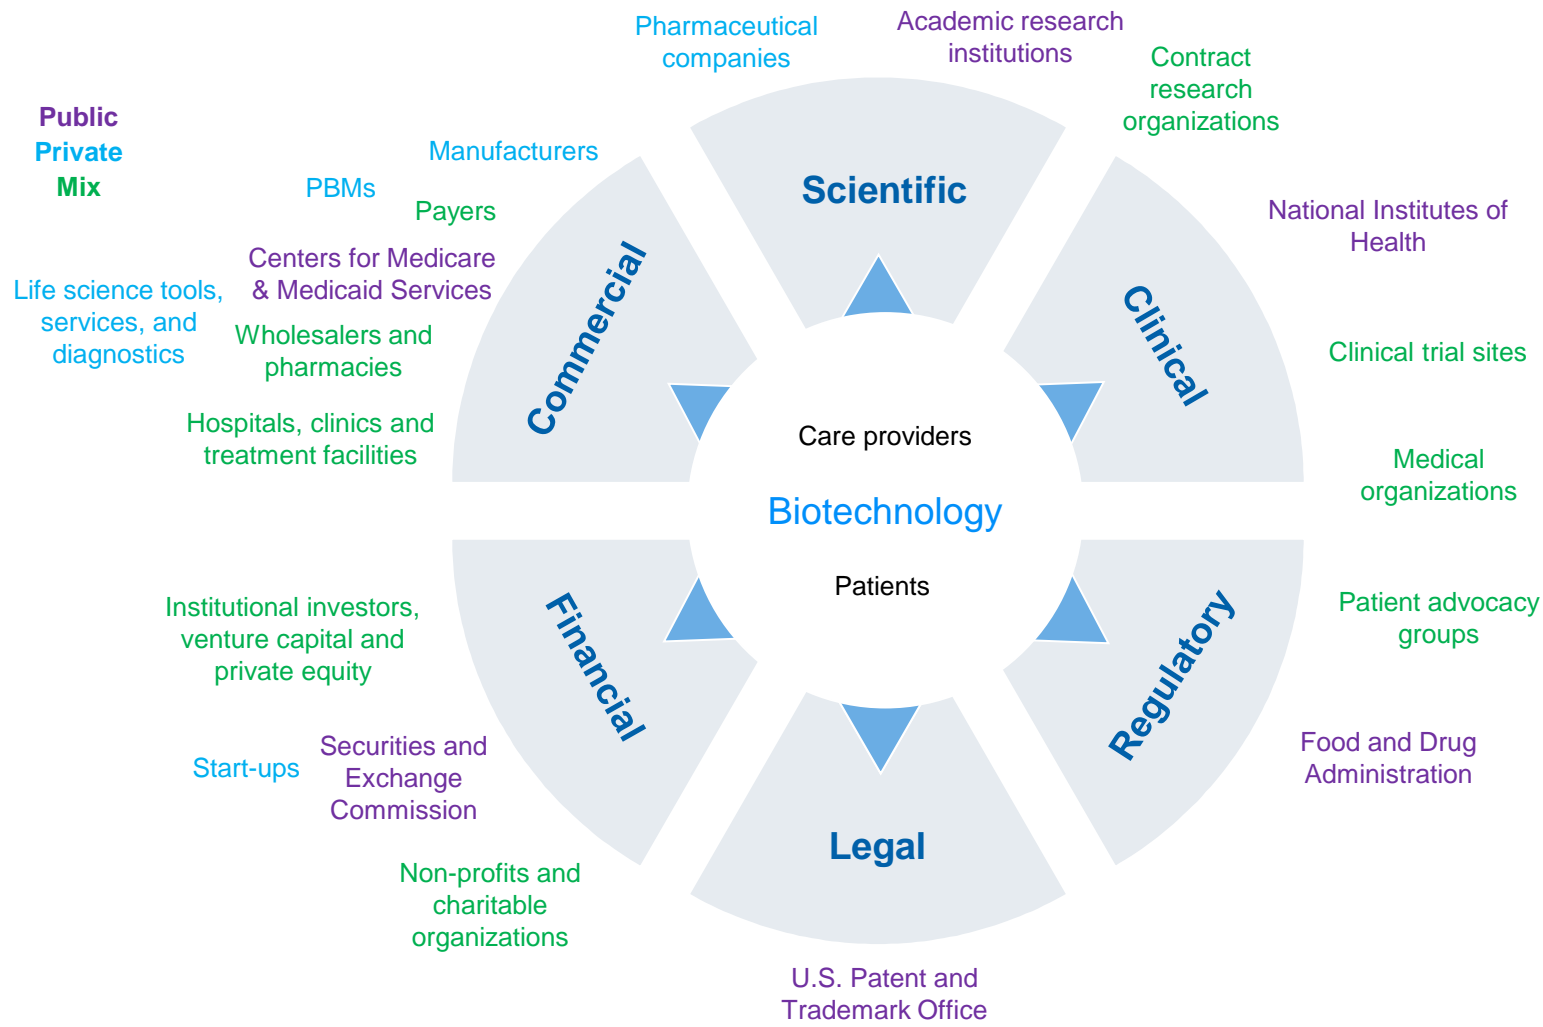 Pharmaceutical
companies
Academic research
institutions
Contract
research
organizations
Public
Private
Mix
Manufacturers
PBMs
Payers
Centers for Medicare
& Medicaid Services
Life science tools,
services, and
diagnostics
Wholesalers and
pharmacies
Hospitals, clinics and
treatment facilities
Commercial
Scientific
Clinical
National Institutes of
Health
Clinical trial sites
Medical
organizations
Care providers
Biotechnology
Patients
Institutional investors,
venture capital and
private equity
Start-ups
Securities and
Exchange
Commission
Non-profits and
charitable
organizations
Financial
Legal
Regulatory
Patient advocacy
groups
Food and Drug
Administration
U.S. Patent and
Trademark Office